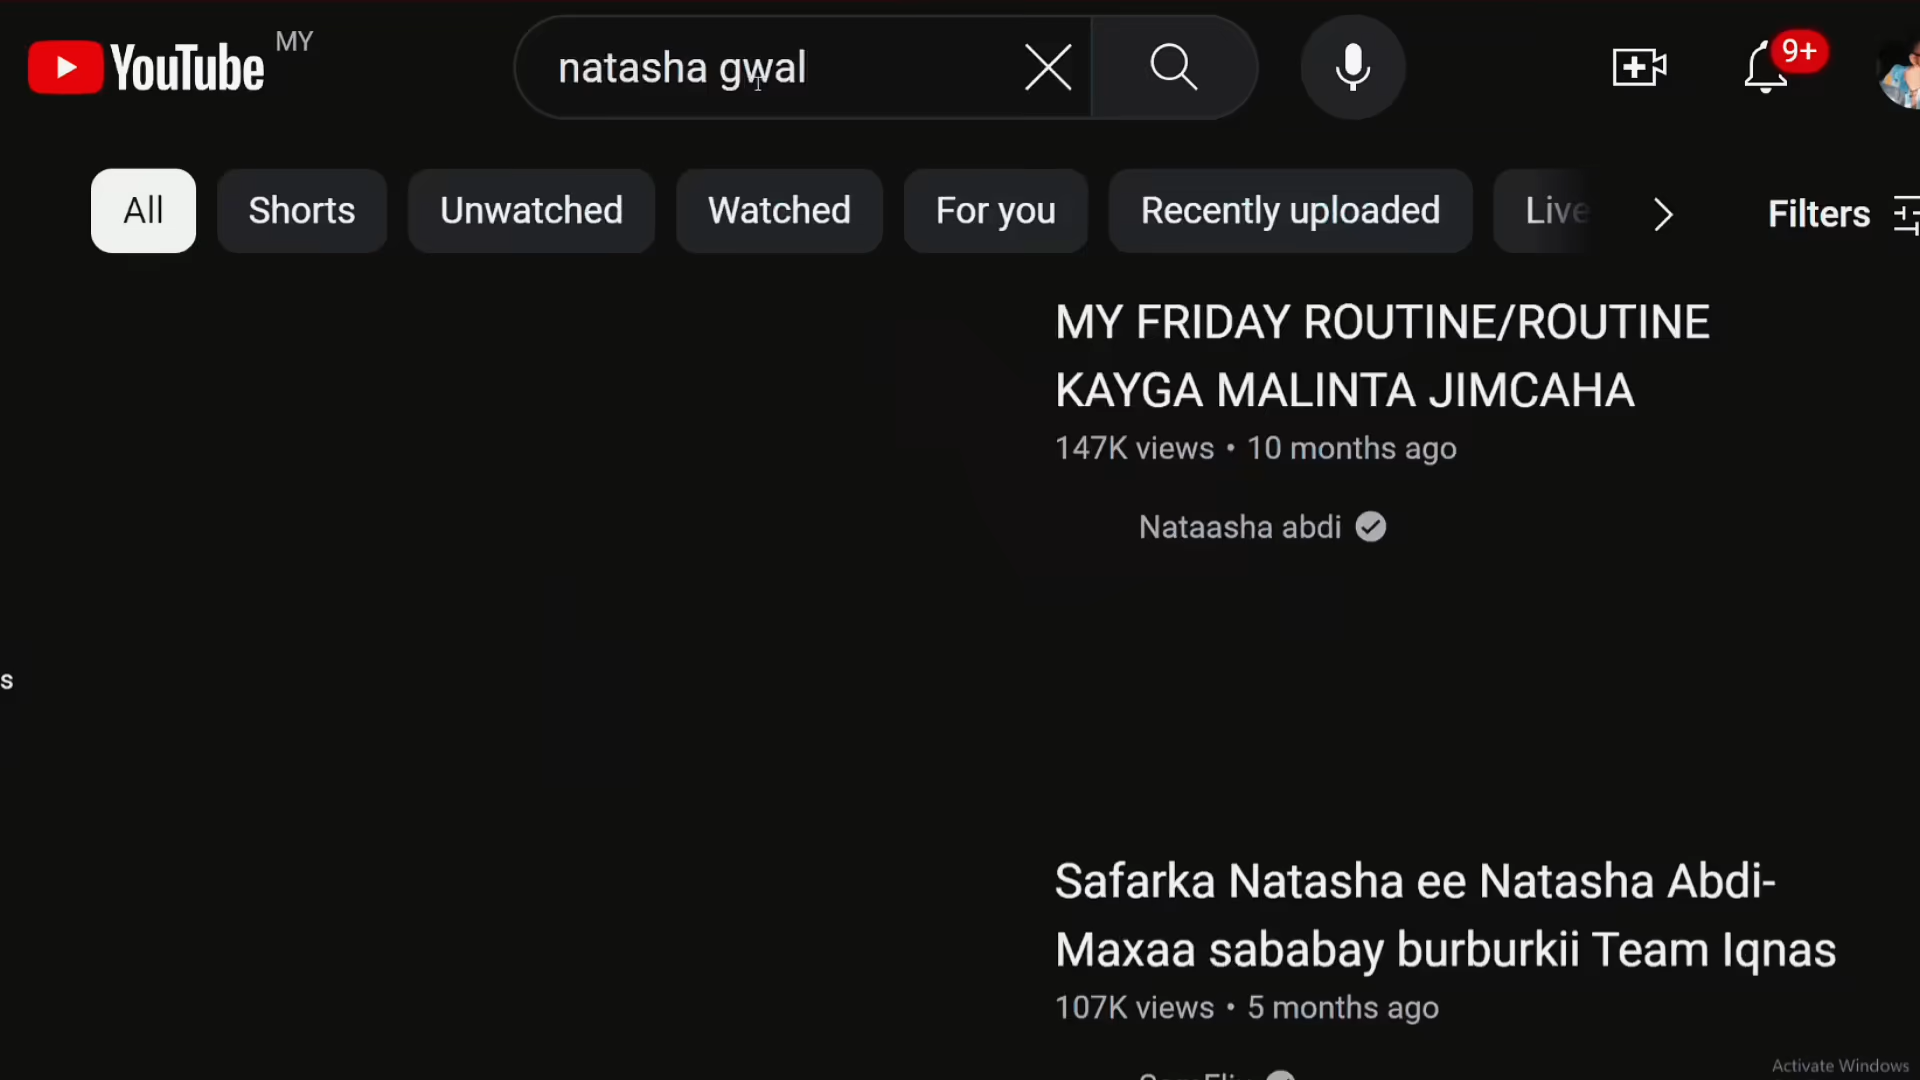 YouTube MY
natasha gwal
9+
All
Shorts
Unwatched
Watched
For you
Recently uploaded
Live
Filters
MY FRIDAY ROUTINE/ROUTINE
KAYGA MALINTA JIMCAHA
147K views • 10 months ago
Nataasha abdi
s
Safarka Natasha ee Natasha Abdi-
Maxaa sababay burburkii Team Iqnas
107K views • 5 months ago
Activate Windows